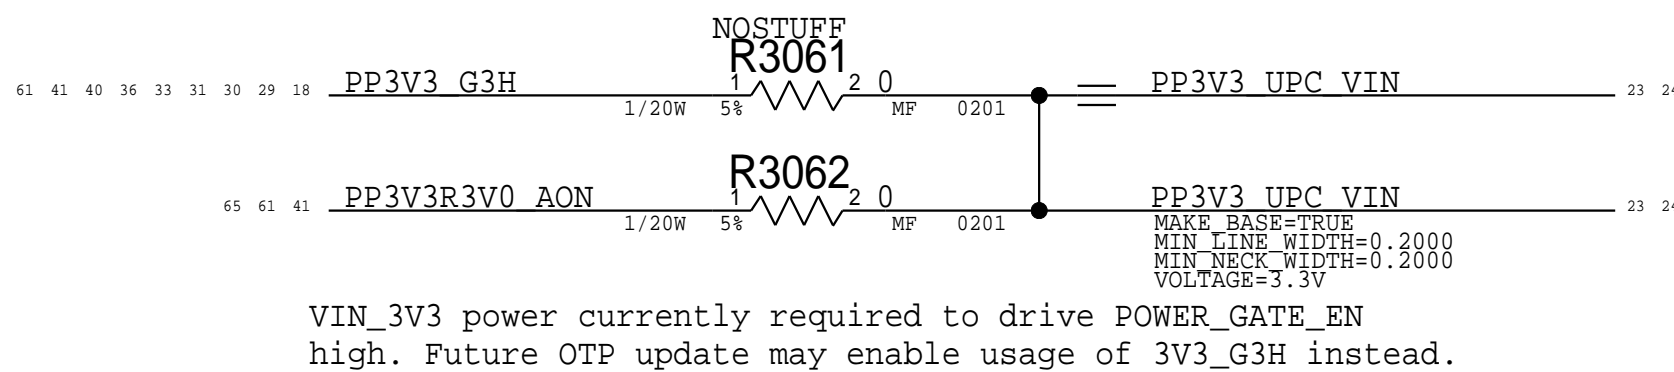 NOSTUFF
R3061
61 41 40 36 33 31 30 29 18 PP3V3_G3H 1 2 0 PP3V3_UPC_VIN 23 24
1/20W 5% MF 0201
R3062
65 61 41 PP3V3R3V0_AON 1 2 0 PP3V3_UPC_VIN 23 24
1/20W 5% MF 0201 MAKE_BASE=TRUE
MIN_LINE_WIDTH=0.2000
MIN_NECK_WIDTH=0.2000
VOLTAGE=3.3V
VIN_3V3 power currently required to drive POWER_GATE_EN
high. Future OTP update may enable usage of 3V3_G3H instead.